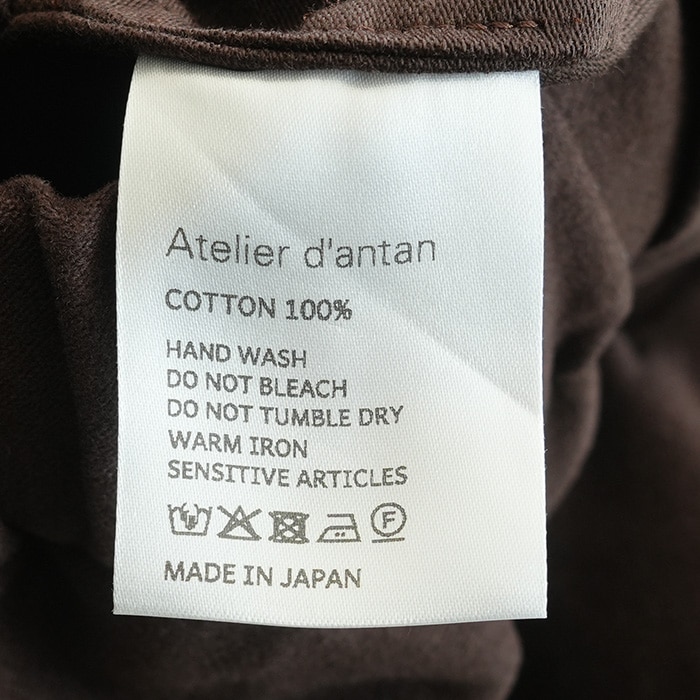 Atelier d'antan
COTTON 100%
HAND WASH
DO NOT BLEACH
DO NOT TUMBLE DRY
WARM IRON
SENSITIVE ARTICLES
F
MADE IN JAPAN